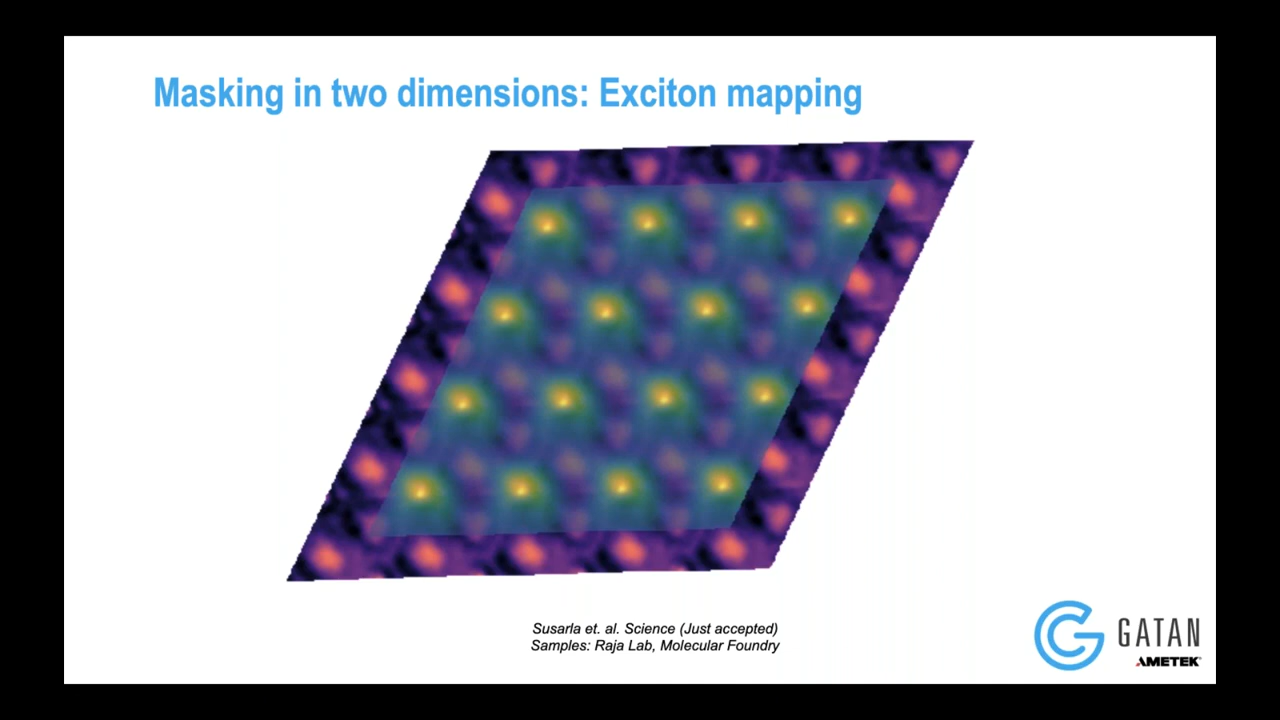 Masking in two dimensions: Exciton mapping
Susarla et. al. Science (Just accepted)
Samples: Raja Lab, Molecular Foundry
GATAN
AMETEK